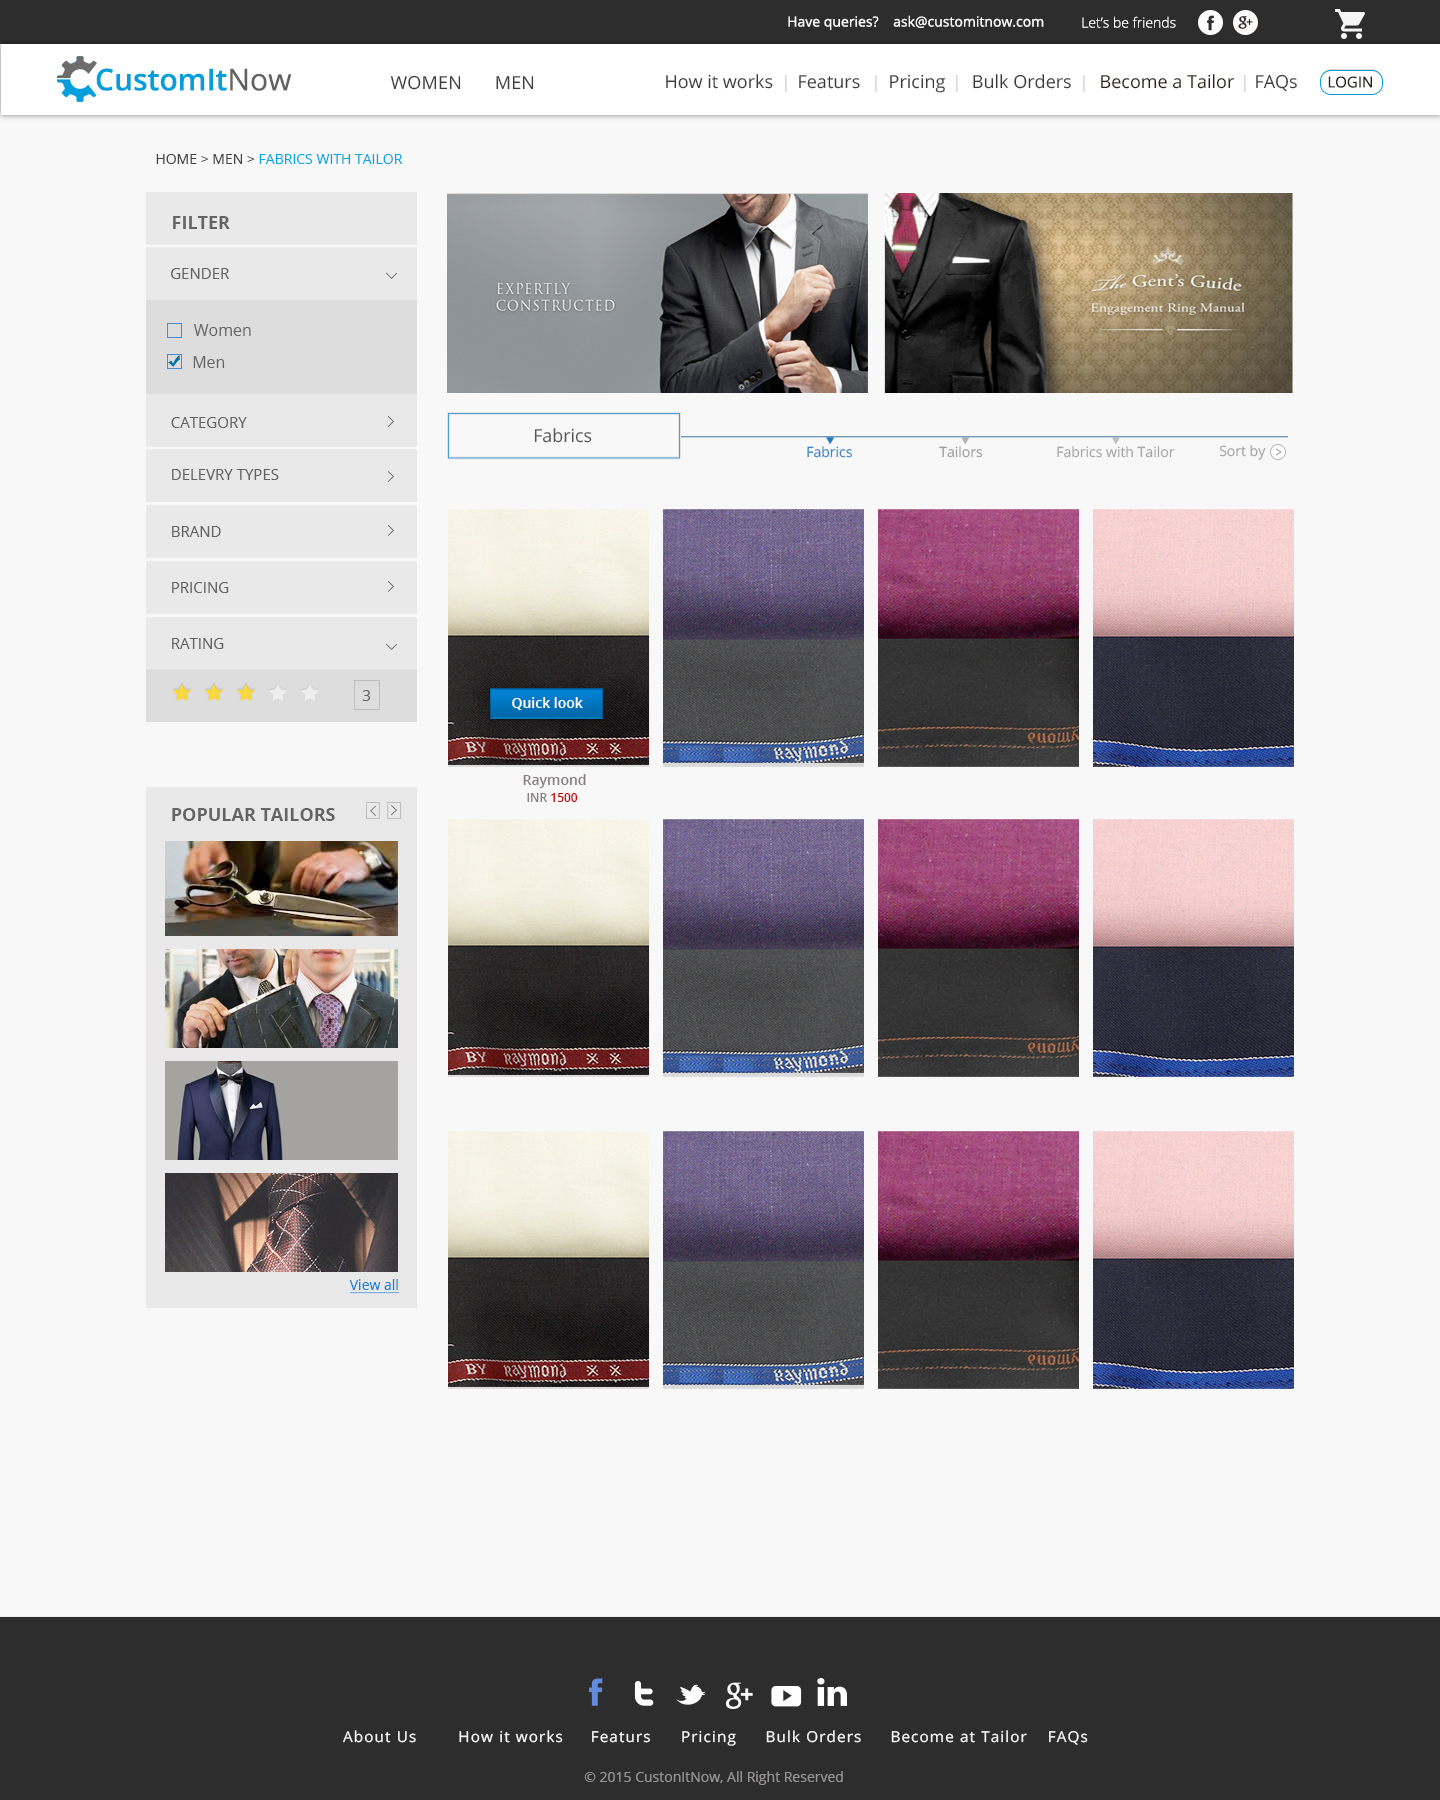 Have queries? ask@customitnow.com Let's be friends
CustomItNow WOMEN MEN How it works | Featurs | Pricing | Bulk Orders | Become a Tailor | FAQs LOGIN
HOME > MEN > FABRICS WITH TAILOR
FILTER
GENDER
Women
Men
CATEGORY
DELEVRY TYPES
BRAND
PRICING
RATING
3
POPULAR TAILORS
View all
EXPERTLY
CONSTRUCTED
The Gent's Guide
Engagement Ring Manual
Fabrics
Fabrics Tailors Fabrics with Tailor Sort by
Quick look
BY Raymond
Raymond
ymond
Raymond
INR 1500
BY Raymond
Raymond
ymond
BY Raymond
Raymond
ymond
About Us How it works Featurs Pricing Bulk Orders Become at Tailor FAQs
© 2015 CustonItNow, All Right Reserved